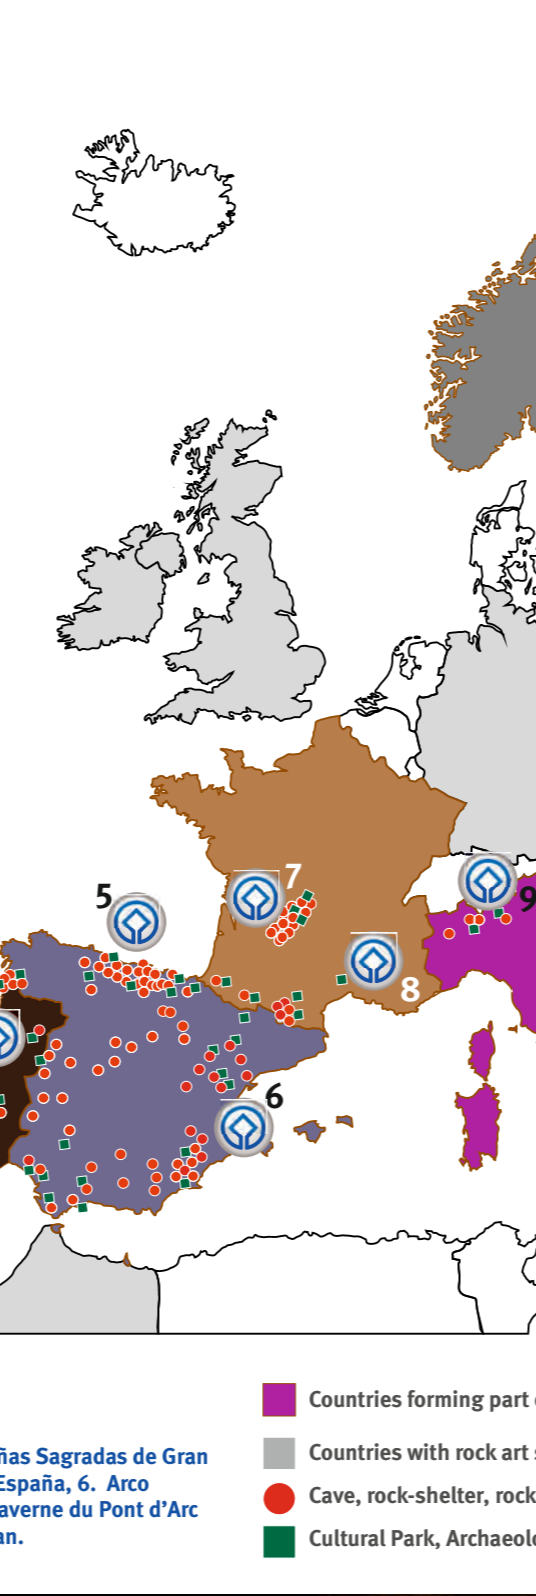 7
5
9
8
6
Countries forming part
ñas Sagradas de Gran
España, 6. Arco
averne du Pont d'Arc
an.
Countries with rock art
Cave, rock-shelter, rock
Cultural Park, Archaeol